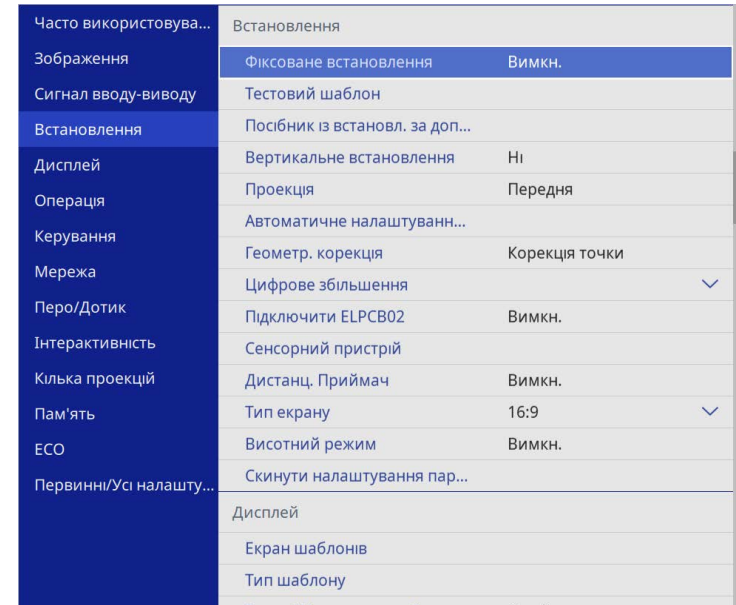 Часто використовува...
Зображення
Сигнал вводу-виводу
Встановлення
Дисплей
Операція
Керування
Мережа
Перо/Дотик
Інтерактивність
Кілька проекцій
Пам'ять
ECO
Первинні/Усі налашту...
Встановлення
Фіксоване встановлення Вимкн.
Тестовий шаблон
Посібник із встановл. за доп...
Вертикальне встановлення Ні
Проекція Передня
Автоматичне налаштуванн...
Геометр. корекція Корекція точки
Цифрове збільшення
Підключити ELPCB02 Вимкн.
Сенсорний пристрій
Дистанц. Приймач Вимкн.
Тип екрану 16:9
Висотний режим Вимкн.
Скинути налаштування пар...
Дисплей
Екран шаблонів
Тип шаблону